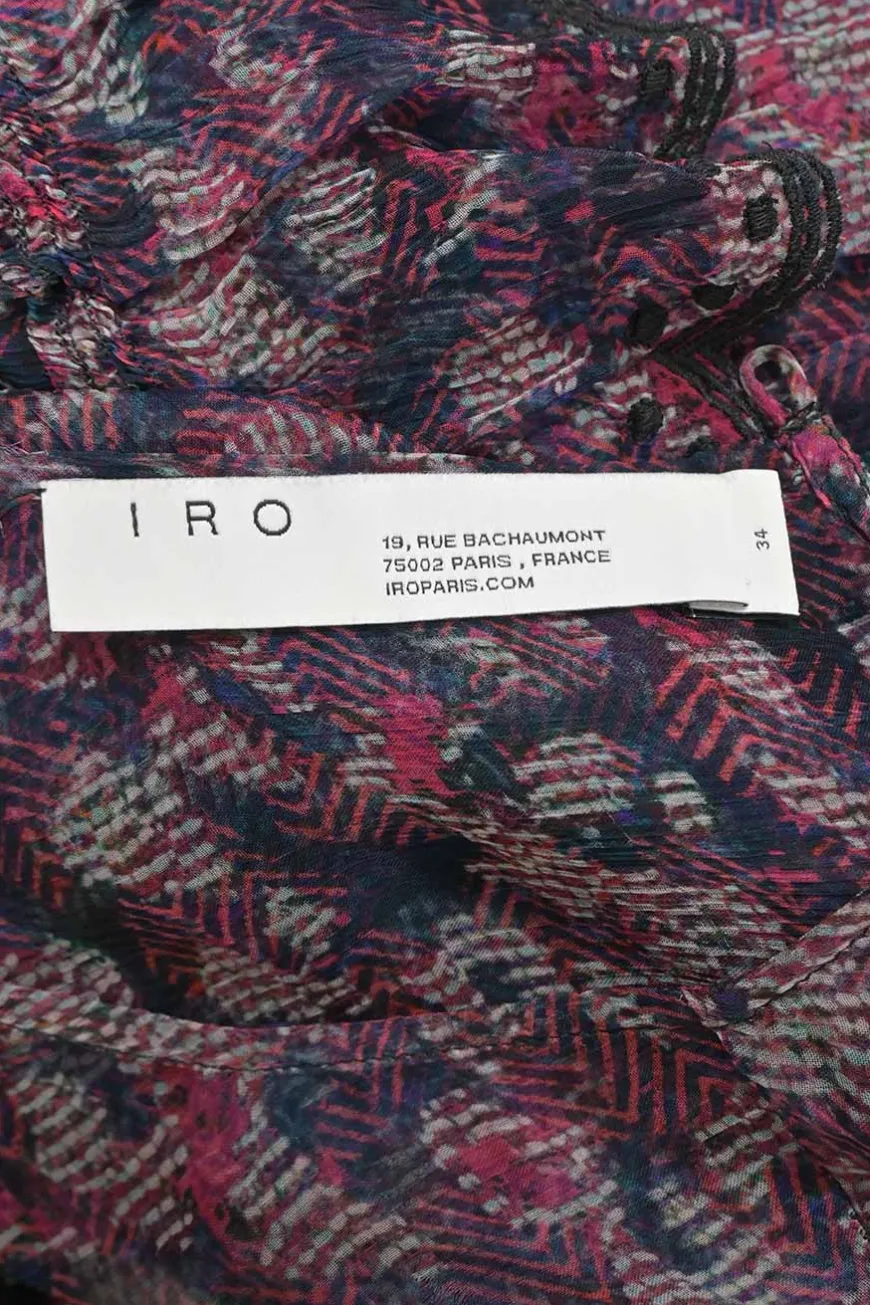 IRO
19, RUE BACHAUMONT
75002 PARIS , FRANCE
IROPARIS.COM
34